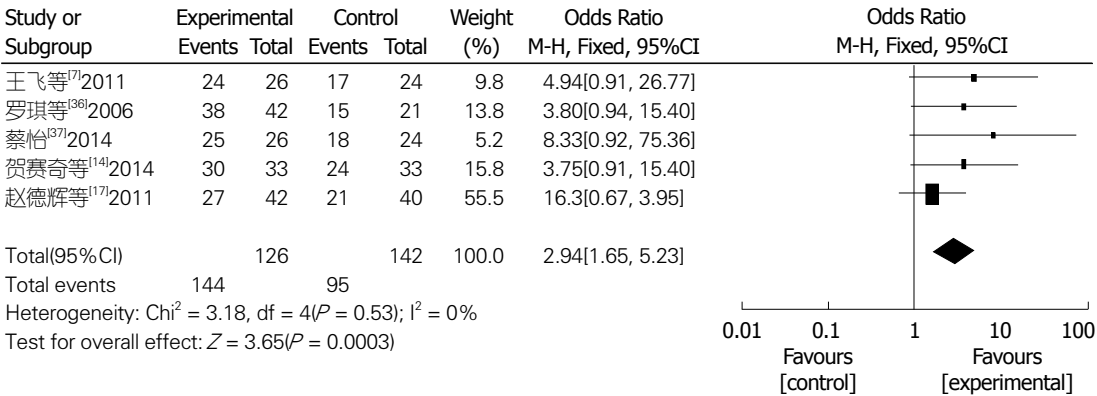 Study or Experimental Control Weight Odds Ratio Odds Ratio
Subgroup Events Total Events Total (%) M-H, Fixed, 95%CI M-H, Fixed, 95%CI
王飞等[7]2011 24 26 17 24 9.8 4.94[0.91, 26.77]
罗琪等[36]2006 38 42 15 21 13.8 3.80[0.94, 15.40]
蔡怡[37]2014 25 26 18 24 5.2 8.33[0.92, 75.36]
贺赛奇等[14]2014 30 33 24 33 15.8 3.75[0.91, 15.40]
赵德辉等[17]2011 27 42 21 40 55.5 16.3[0.67, 3.95]
Total(95%CI) 126 142 100.0 2.94[1.65, 5.23]
Total events 144 95
Heterogeneity: Chi² = 3.18, df = 4(P = 0.53); I² = 0%
Test for overall effect: Z = 3.65(P = 0.0003)
0.01 0.1 1 10 100
Favours Favours
[control] [experimental]